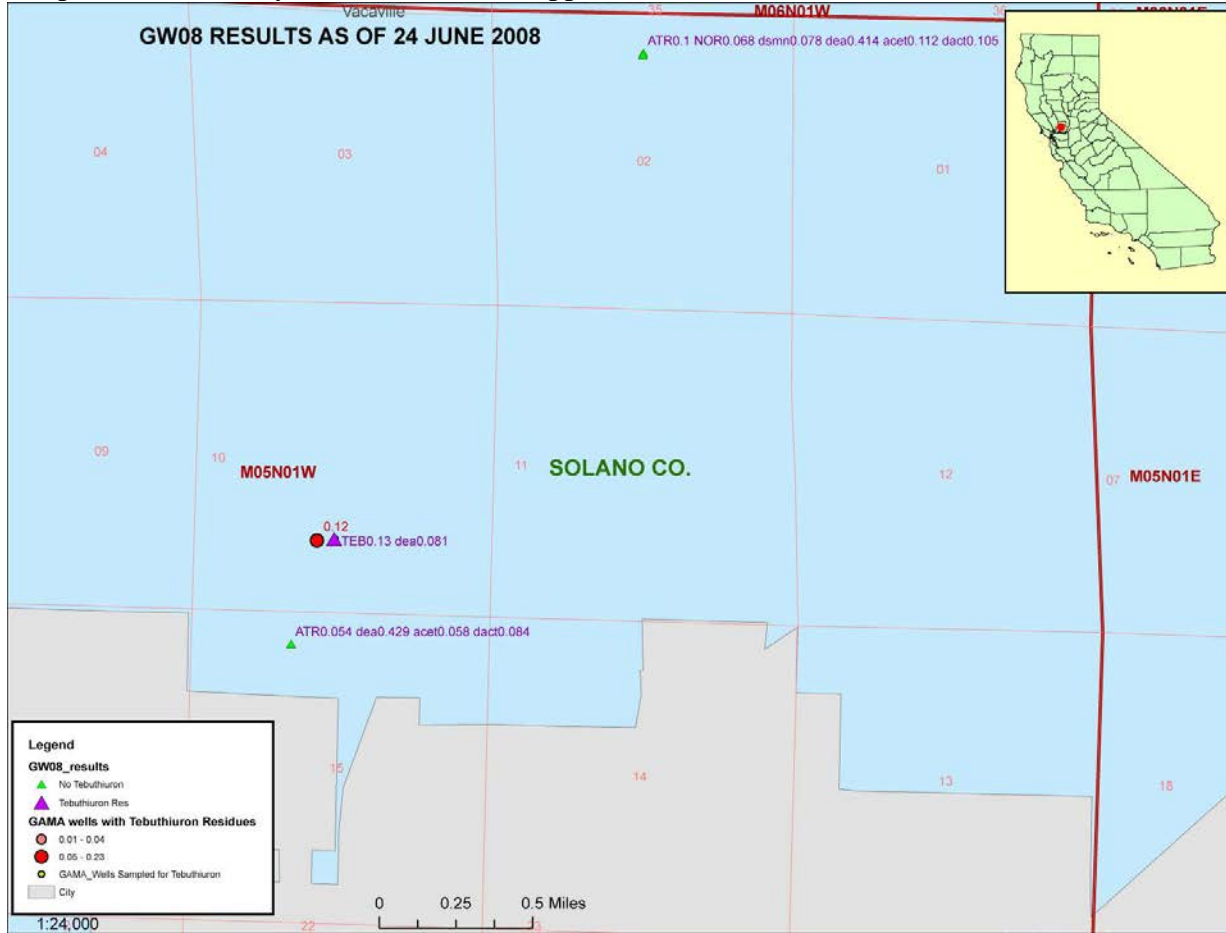 Vacaville
35
M06N01W
36
GW08 RESULTS AS OF 24 JUNE 2008
ATR0.1 NOR0.068 dsmn0.078 dea0.414 acet0.112 dact0.105
04
03
02
01
09
10
M05N01W
11
SOLANO CO.
12
07
M05N01E
0.12
TEB0.13 dea0.081
ATR0.054 dea0.429 acet0.058 dact0.084
15
14
13
18
Legend
GW08_results
No Tebuthiuron
Tebuthiuron Res
GAMA wells with Tebuthiuron Residues
0.01 - 0.04
0.05 - 0.23
GAMA_Wells Sampled for Tebuthiuron
City
0 0.25 0.5 Miles
1:24,000
22
23